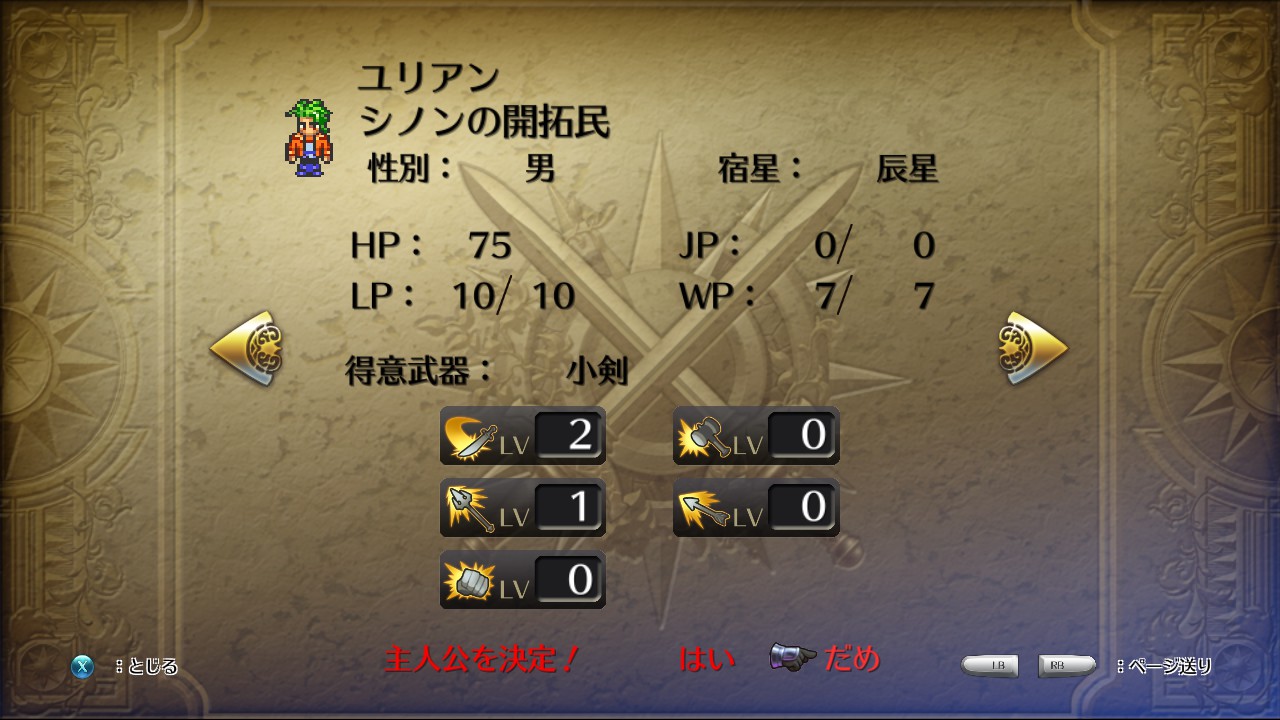 ユリアン
シノンの開拓民
性別： 男 宿星： 辰星
HP： 75 JP： 0/ 0
LP： 10/ 10 WP： 7/ 7
得意武器： 小剣
LV 2 LV 0
LV 1 LV 0
LV 0
主人公を決定！ はい だめ
X ：とじる LB RB ：ページ送り